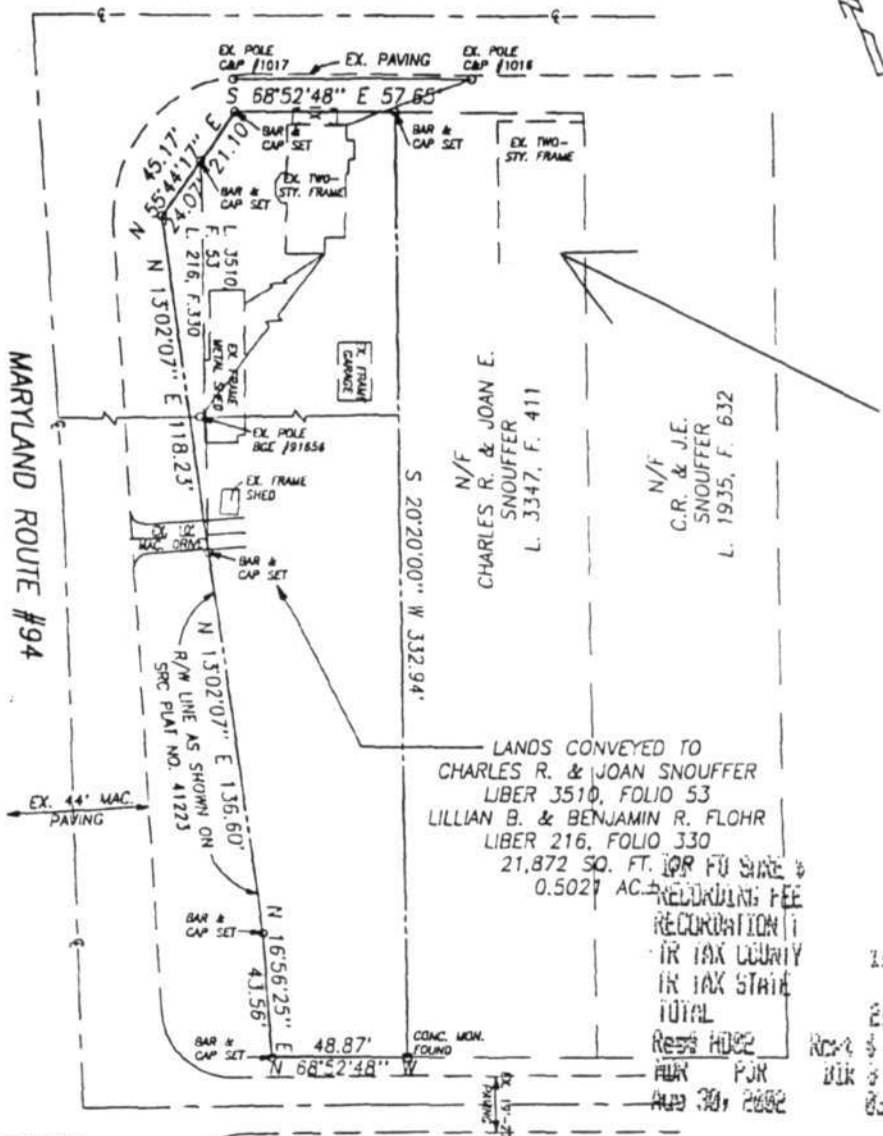 EX. POLE
C&P #1017
EX. PAVING
EX. POLE
C&P #1016
S 68°52'48" E 57.65
BAR &
CAP SET
BAR &
CAP SET
EX. TWO-
STY. FRAME
45.17'
N 55°44'17" E
24.07'
21.10
BAR &
CAP SET
EX. TWO-
STY. FRAME
L. 3510
F. 53
L. 216, F.330
N 13°02'07" E 118.23'
EX. FRAME
METAL SHED
EX. FRAME
GARAGE
EX. POLE
BGE #91656
EX. FRAME
SHED
MAC. DRIVE
BAR &
CAP SET
MARYLAND ROUTE #94
S 20°20'00" W 332.94'
N/F
CHARLES R. & JOAN E.
SNOUFFER
L. 3347, F. 411
N/F
C.R. & J.E.
SNOUFFER
L. 1935, F. 632
N 13°02'07" E 136.60'
R/W LINE AS SHOWN ON
SRC PLAT NO. 41223
LANDS CONVEYED TO
CHARLES R. & JOAN SNOUFFER
LIBER 3510, FOLIO 53
LILLIAN B. & BENJAMIN R. FLOHR
LIBER 216, FOLIO 330
21,872 SQ. FT. OR
0.5021 AC.±
EX. 44' MAC.
PAVING
BAR &
CAP SET
N 16°56'25" E
43.56'
BAR &
CAP SET
48.87'
N 68°52'48" W
CONC. MON.
FOUND
PAVING
RECORDING FEE
RECORDATION T
TR TAX COUNTY
TR TAX STATE
TOTAL
Aug 30, 2002